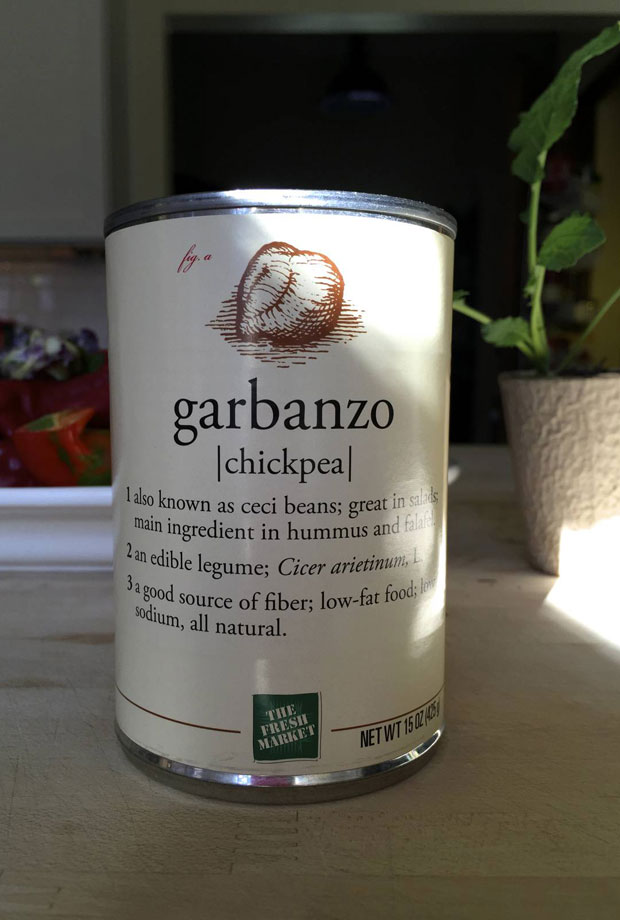 fig. a
garbanzo
|chickpea|
1 also known as ceci beans; great in salads;
main ingredient in hummus and falafel.
2 an edible legume; Cicer arietinum, L.
3 a good source of fiber; low-fat food; low
sodium, all natural.
THE
FRESH
MARKET
NET WT 15 OZ (425g)